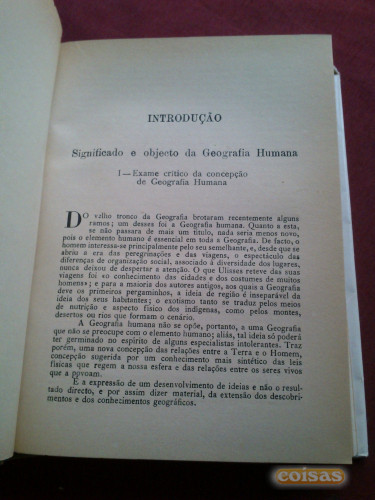 INTRODUÇÃO
Significado e objecto da Geografia Humana
I — Exame crítico da concepção
de Geografia Humana
DO velho tronco da Geografia brotaram recentemente alguns
ramos; um desses foi a Geografia humana. Quanto a esta,
se não passara de mais um título, nada seria menos novo,
pois o elemento humano é essencial em toda a Geografia. De facto, o
homem interessa-se principalmente pelo seu semelhante, e, desde que se
abriu a era das peregrinações e das viagens, o espectáculo das
diferenças de organização social, associado à diversidade dos lugares,
nunca deixou de despertar a atenção. O que Ulisses reteve das suas
viagens foi «o conhecimento das cidades e dos costumes de muitos
homens»; e para a maioria dos autores antigos, aos quais a Geografia
deve os primeiros pergaminhos, a ideia de região é inseparável da
ideia dos seus habitantes; o exotismo tanto se traduz pelos meios
de nutrição e aspecto físico dos indígenas, como pelos montes,
desertos ou rios que formam o cenário.
A Geografia humana não se opõe, portanto, a uma Geografia
que não se preocupe com o elemento humano; aliás, tal ideia só poderá
ter germinado no espírito de alguns especialistas intolerantes. Traz
porém, uma nova concepção das relações entre a Terra e o Homem,
concepção sugerida por um conhecimento mais sintético das leis
físicas que regem a nossa esfera e das relações entre os seres vivos
que a povoam.
É a expressão de um desenvolvimento de ideias e não o resul-
tado directo, e por assim dizer material, da extensão dos descobri-
mentos e dos conhecimentos geográficos.
coisas